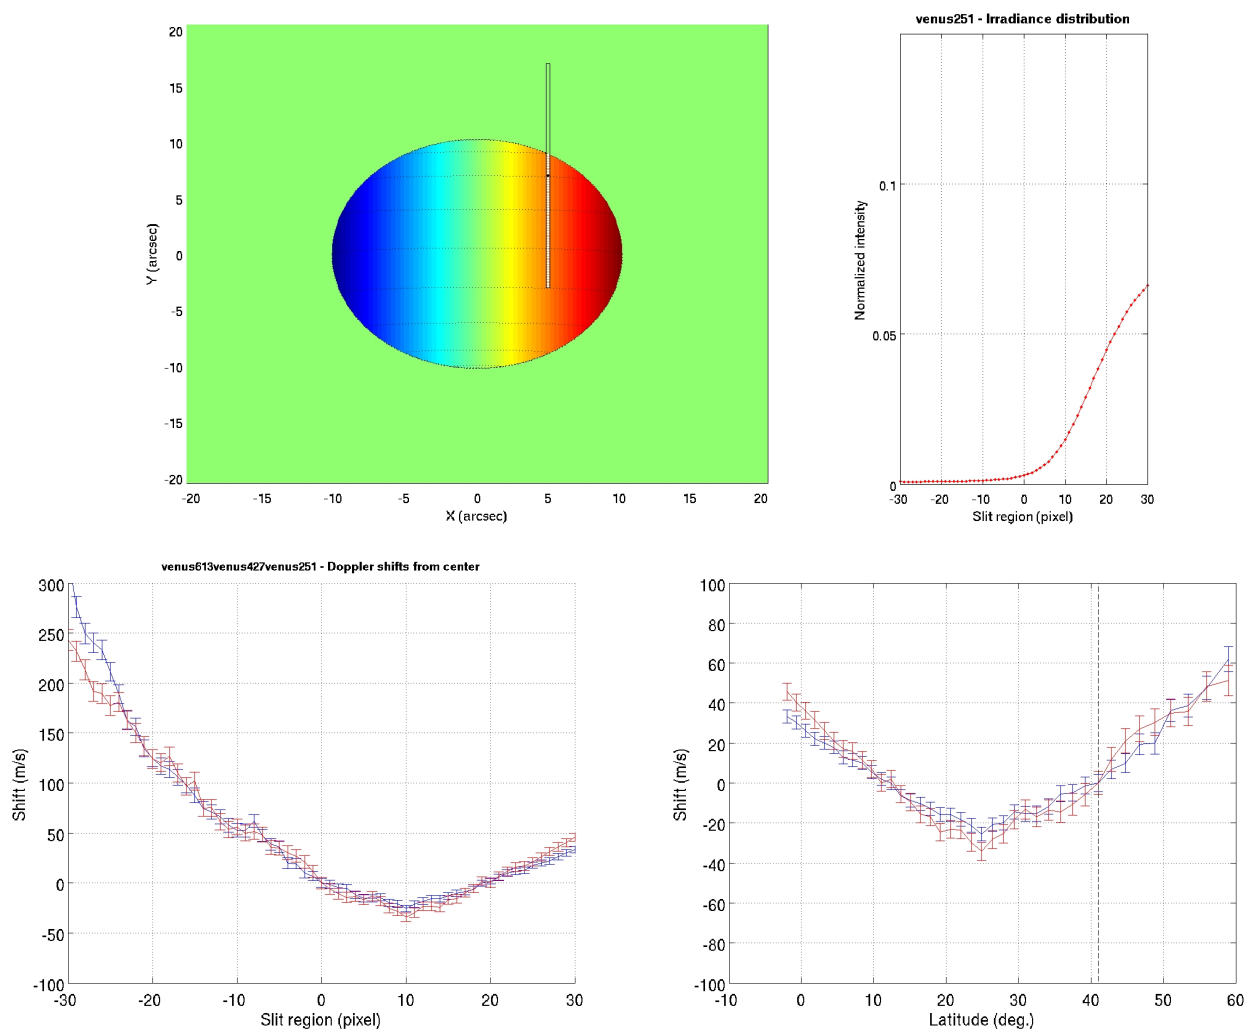 20
15
10
5
0
-5
-10
-15
-20
Y (arcsec)
-20 -15 -10 -5 0 5 10 15 20
X (arcsec)
venus251 - Irradiance distribution
0.1
0.05
0
Normalized intensity
-30 -20 -10 0 10 20 30
Slit region (pixel)
venus613venus427venus251 - Doppler shifts from center
300
250
200
150
100
50
0
-50
-100
Shift (m/s)
-30 -20 -10 0 10 20 30
Slit region (pixel)
100
80
60
40
20
0
-20
-40
-60
-80
-100
Shift (m/s)
-10 0 10 20 30 40 50 60
Latitude (deg.)